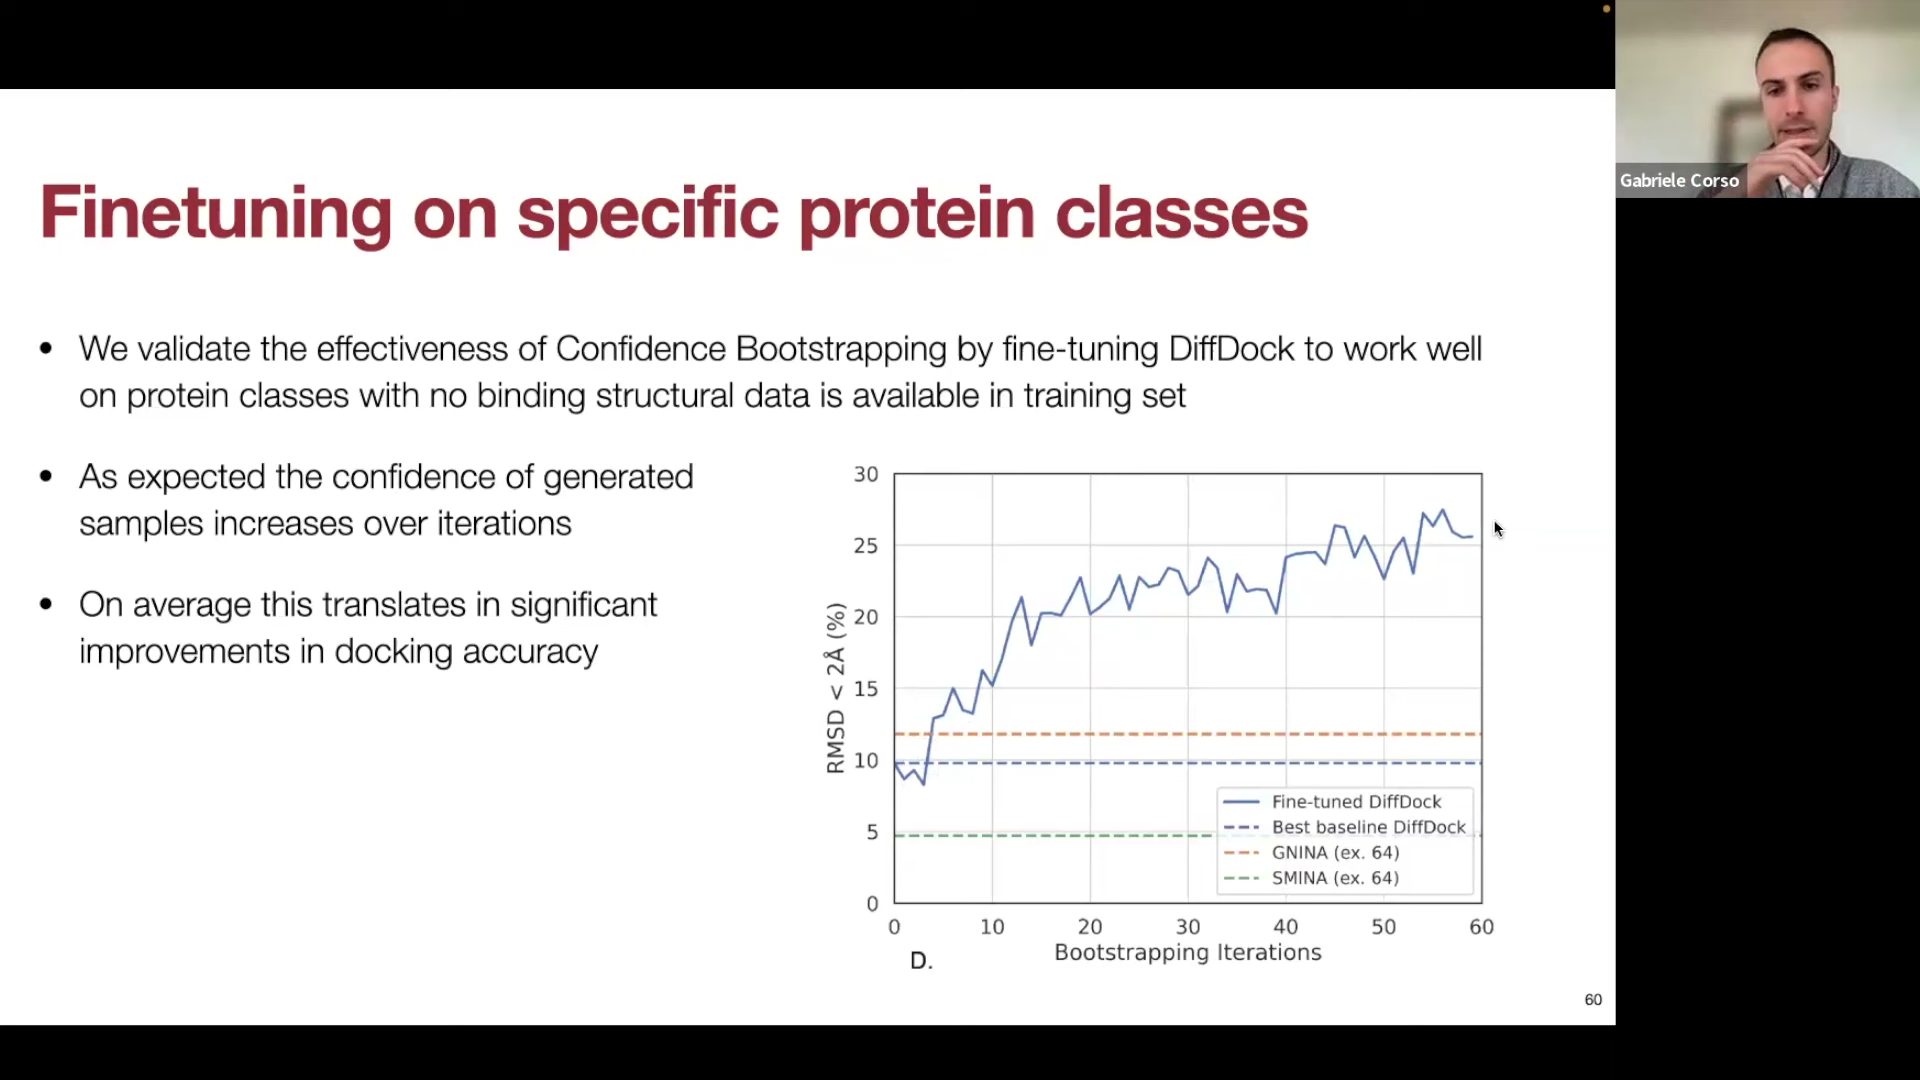 Gabriele Corso
Finetuning on specific protein classes
• We validate the effectiveness of Confidence Bootstrapping by fine-tuning DiffDock to work well
on protein classes with no binding structural data is available in training set
• As expected the confidence of generated
samples increases over iterations
• On average this translates in significant
improvements in docking accuracy
30
25
20
15
10
5
0
RMSD < 2Å (%)
Fine-tuned DiffDock
Best baseline DiffDock
GNINA (ex. 64)
SMINA (ex. 64)
0 10 20 30 40 50 60
Bootstrapping Iterations
D.
60